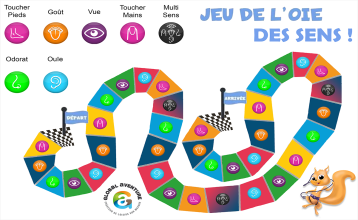 Toucher Pieds
Goût
Vue
Toucher Mains
Multi Sens
JEU DE L'OIE
DES SENS !
Odorat
Ouïe
DÉPART
ARRIVÉE
GLOBAL AVENTURE